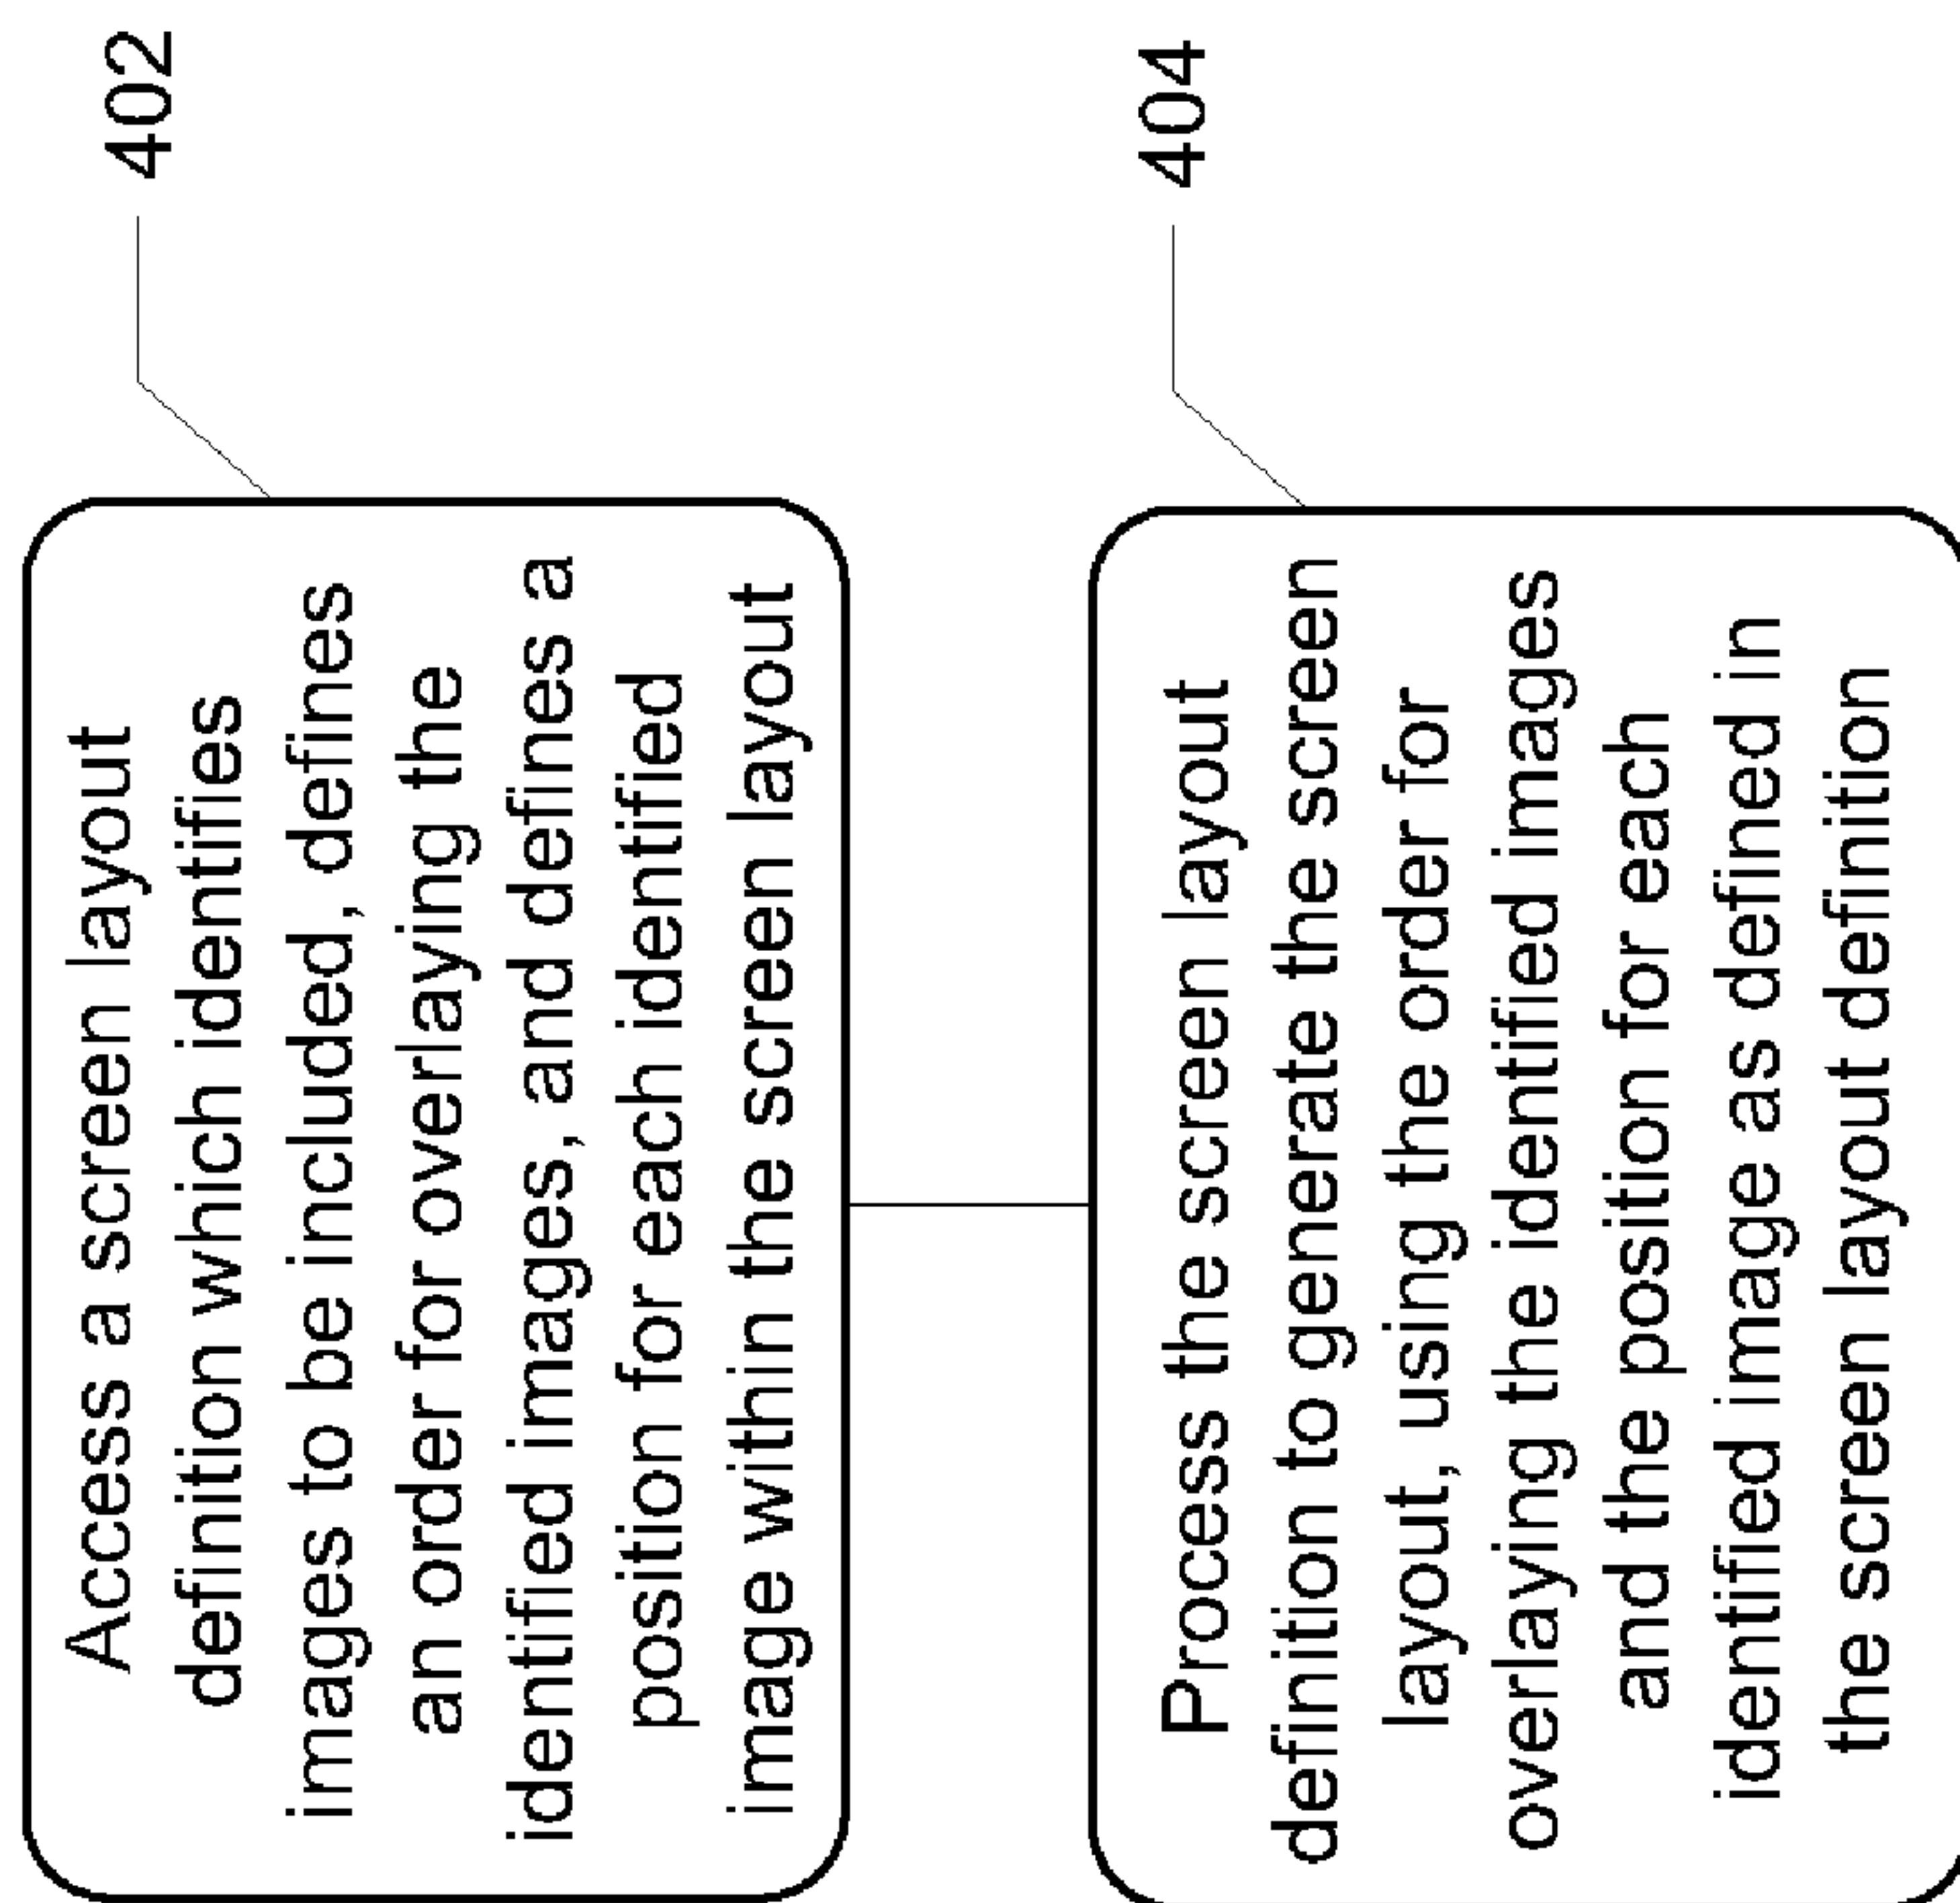 Access a screen layout
definition which identifies
images to be included, defines
an order for overlaying the
identified images, and defines a
position for each identified
image within the screen layout
402
Process the screen layout
definition to generate the screen
layout, using the order for
overlaying the identified images
and the position for each
identified image as defined in
the screen layout definition
404